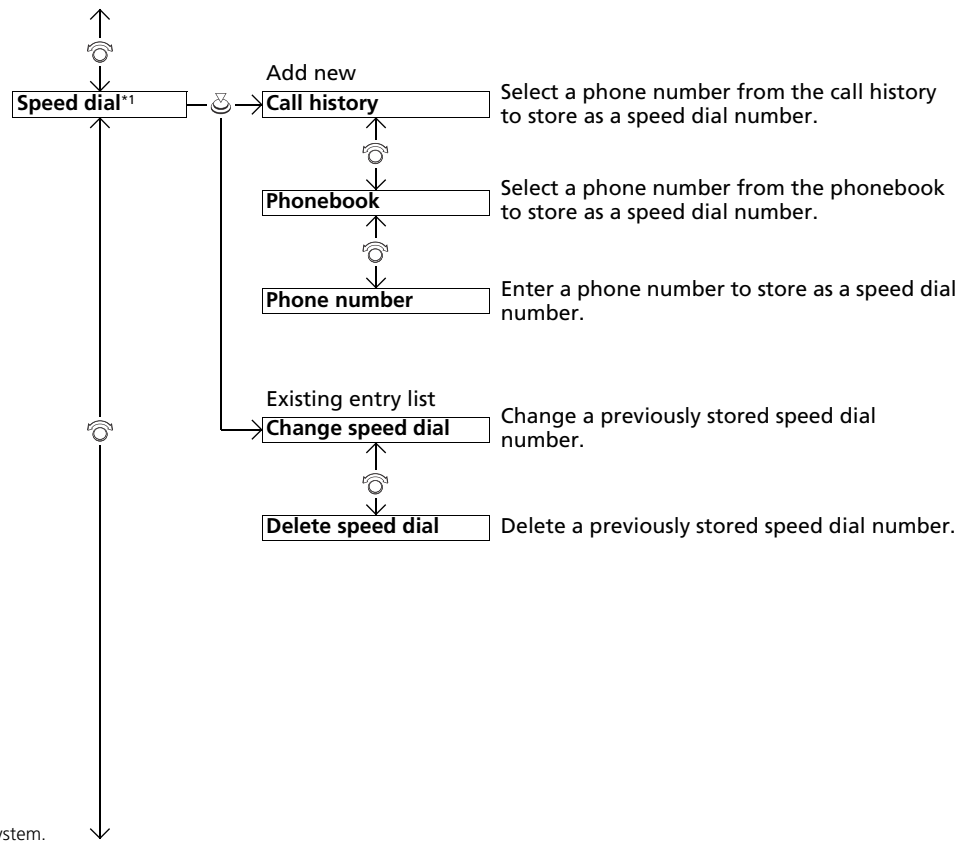 Add new
Speed dial*1
Call history
Select a phone number from the call history
to store as a speed dial number.
Phonebook
Select a phone number from the phonebook
to store as a speed dial number.
Phone number
Enter a phone number to store as a speed dial
number.
Existing entry list
Change speed dial
Change a previously stored speed dial
number.
Delete speed dial
Delete a previously stored speed dial number.